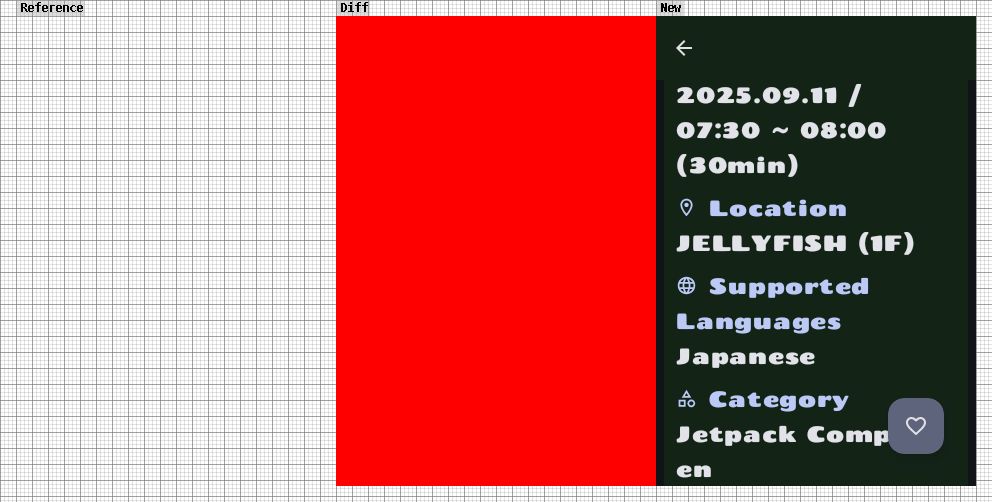 Reference
Diff
New
2025.09.11 /
07:30 ~ 08:00
(30min)
Location
JELLYFISH (1F)
Supported
Languages
Japanese
Category
Jetpack Comp
en